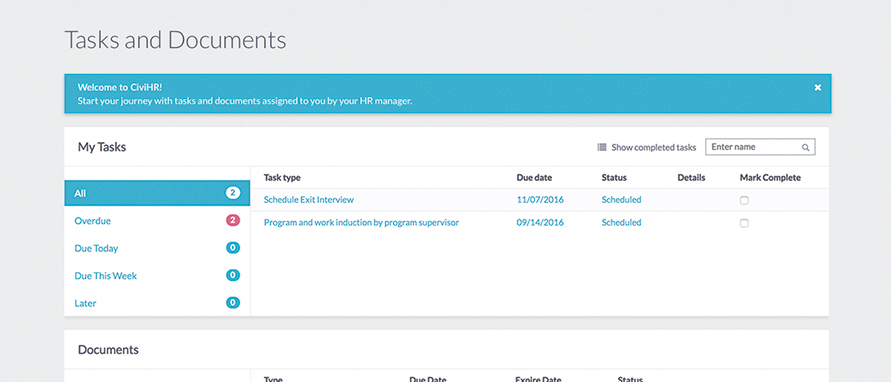 Tasks and Documents
Welcome to CiviHR!
Start your journey with tasks and documents assigned to you by your HR manager.
My Tasks
Show completed tasks
Enter name
Task type Due date Status Details Mark Complete
All 2
Schedule Exit Interview 11/07/2016 Scheduled
Overdue 2
Program and work induction by program supervisor 09/14/2016 Scheduled
Due Today 0
Due This Week 0
Later 0
Documents
Type Due Date Expire Date Status